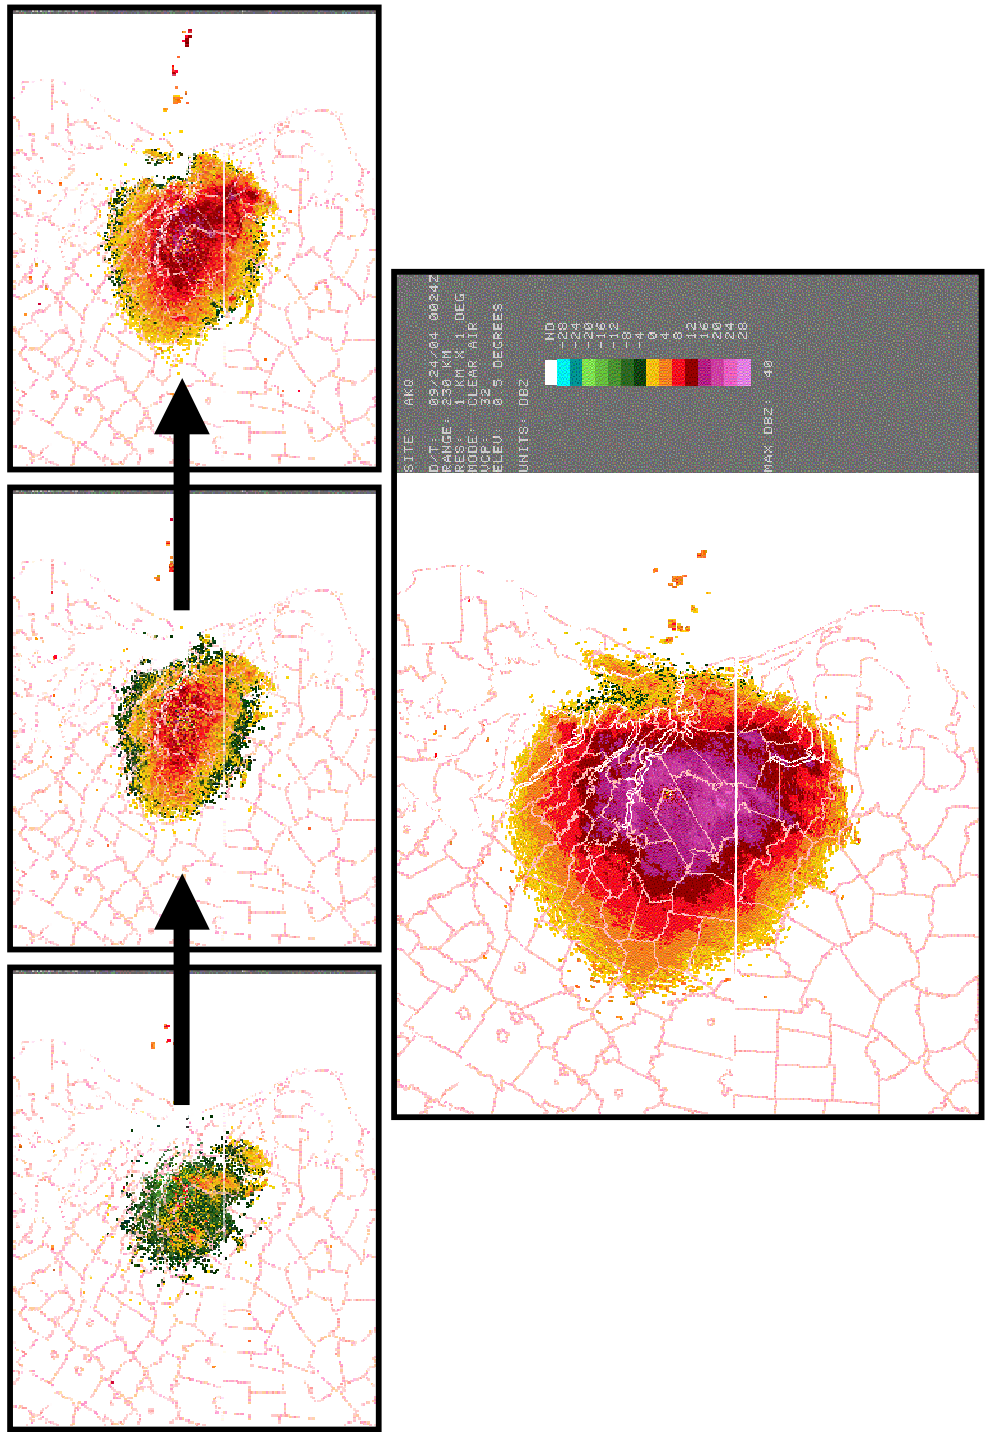 SITE: AKQ
D/T: 09/24/04 0024Z
RANGE: 230 KM
RES: 1 KM X 1 DEG
MODE: CLEAR AIR
VCP: 32
ELEV: 0.5 DEGREES
UNITS: DBZ
ND
-28
-24
-20
-16
-12
-8
-4
0
4
8
12
16
20
24
28
MAX DBZ: 40